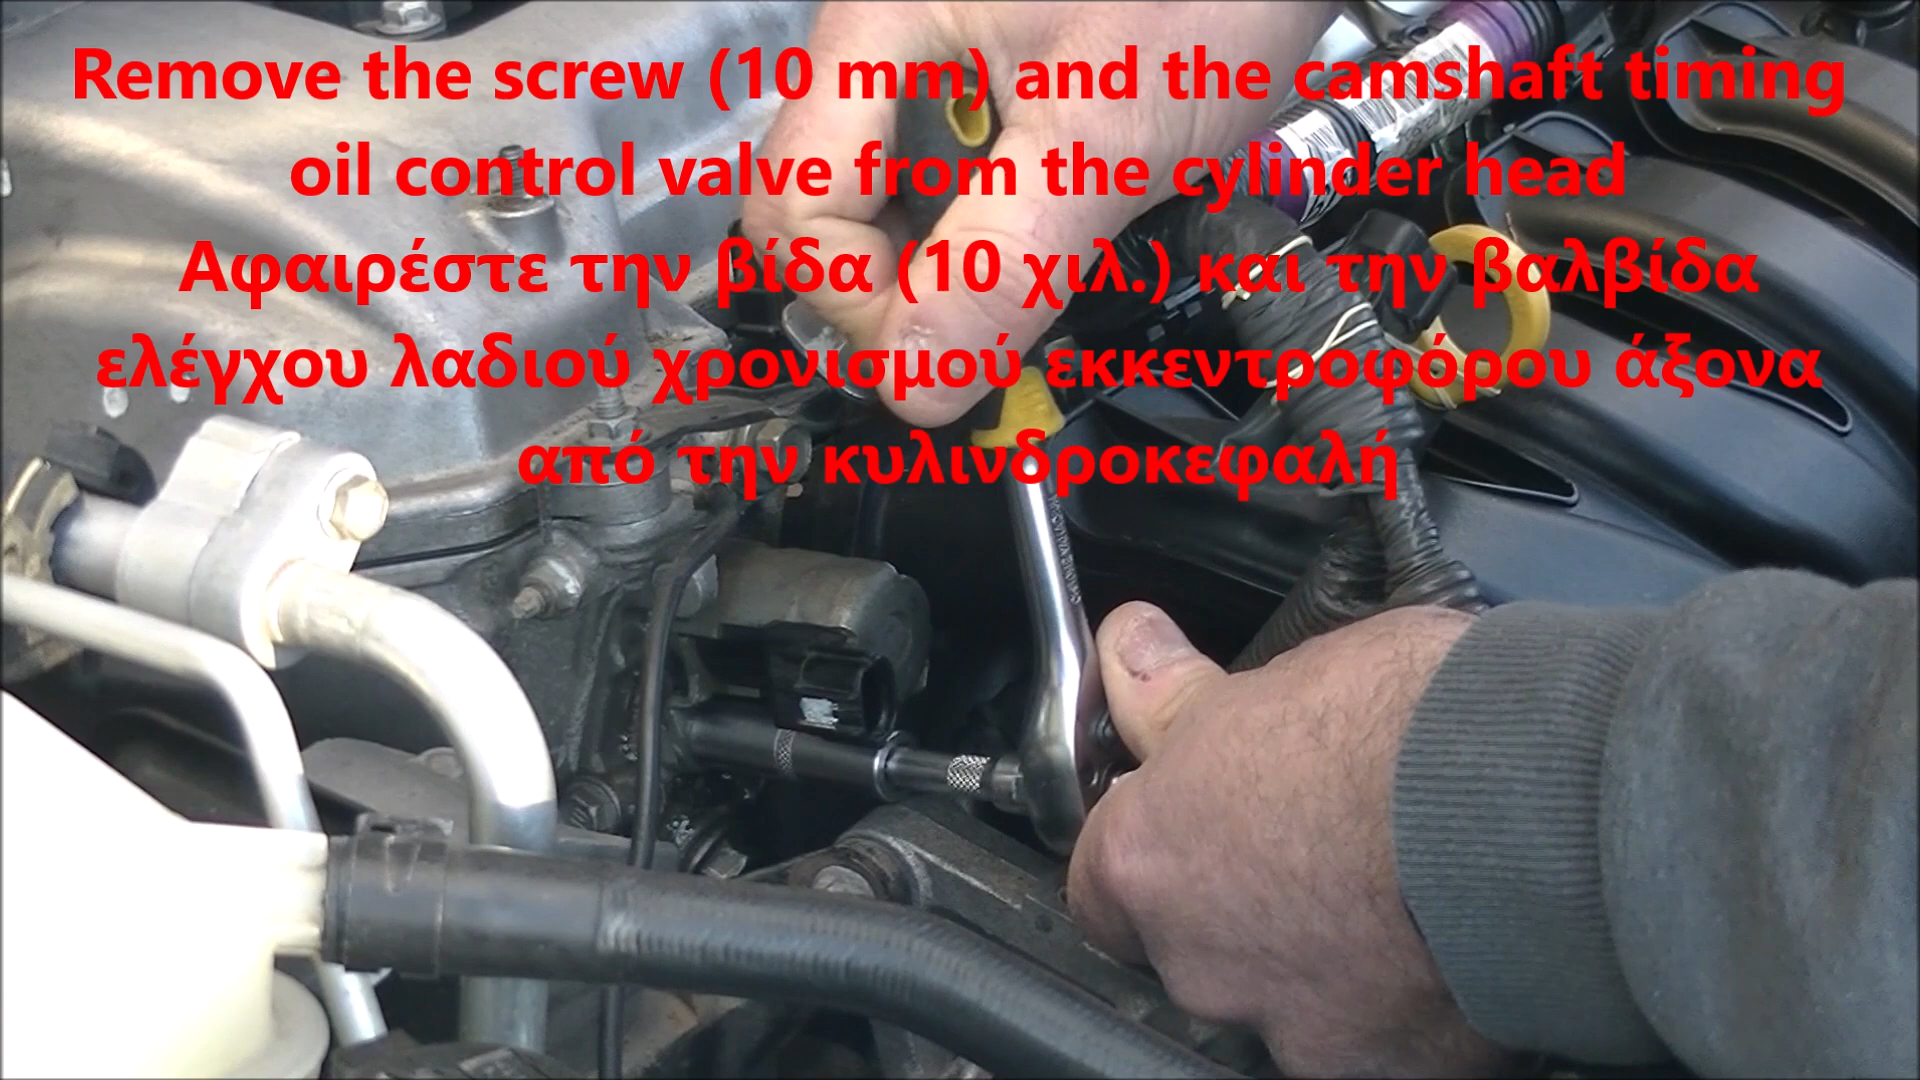 Remove the screw (10 mm) and the camshaft timing
oil control valve from the cylinder head
Αφαιρέστε την βίδα (10 χιλ.) και την βαλβίδα
ελέγχου λαδιού χρονισμού εκκεντροφόρου άξονα
από την κυλινδροκεφαλή